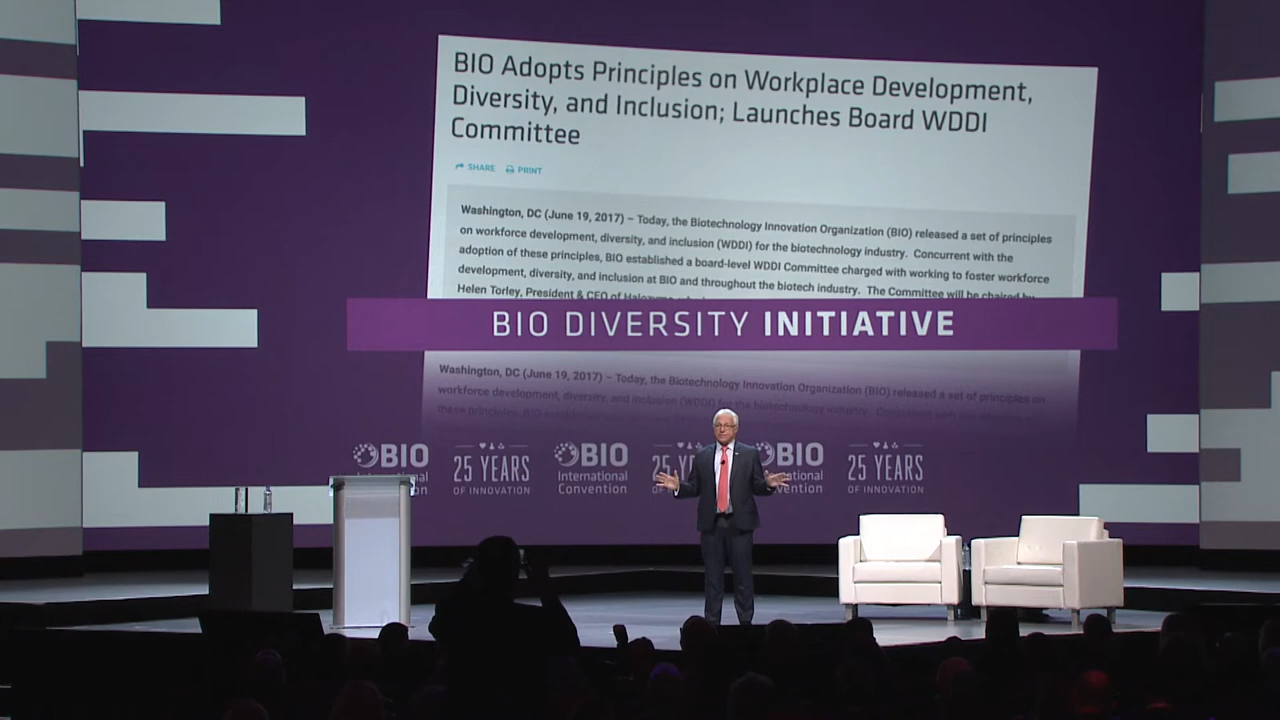 BIO Adopts Principles on Workplace Development,
Diversity, and Inclusion; Launches Board WDDI
Committee
SHARE PRINT
Washington, DC (June 19, 2017) – Today, the Biotechnology Innovation Organization (BIO) released a set of principles
on workforce development, diversity, and inclusion (WDDI) for the biotechnology industry. Concurrent with the
adoption of these principles, BIO established a board-level WDDI Committee charged with working to foster workforce
development, diversity, and inclusion at BIO and throughout the biotech industry. The Committee will be chaired by
Helen Torley, President & CEO of Halozyme
BIO DIVERSITY INITIATIVE
Washington, DC (June 19, 2017) – Today, the Biotechnology Innovation Organization (BIO) released a set of principles on
workforce development, diversity, and inclusion (WDDI) for the biotechnology industry.
these principles, BIO
BIO 25 YEARS BIO 25 BIO 25 YEARS
International OF INNOVATION International OF INNOVATION
Convention Convention